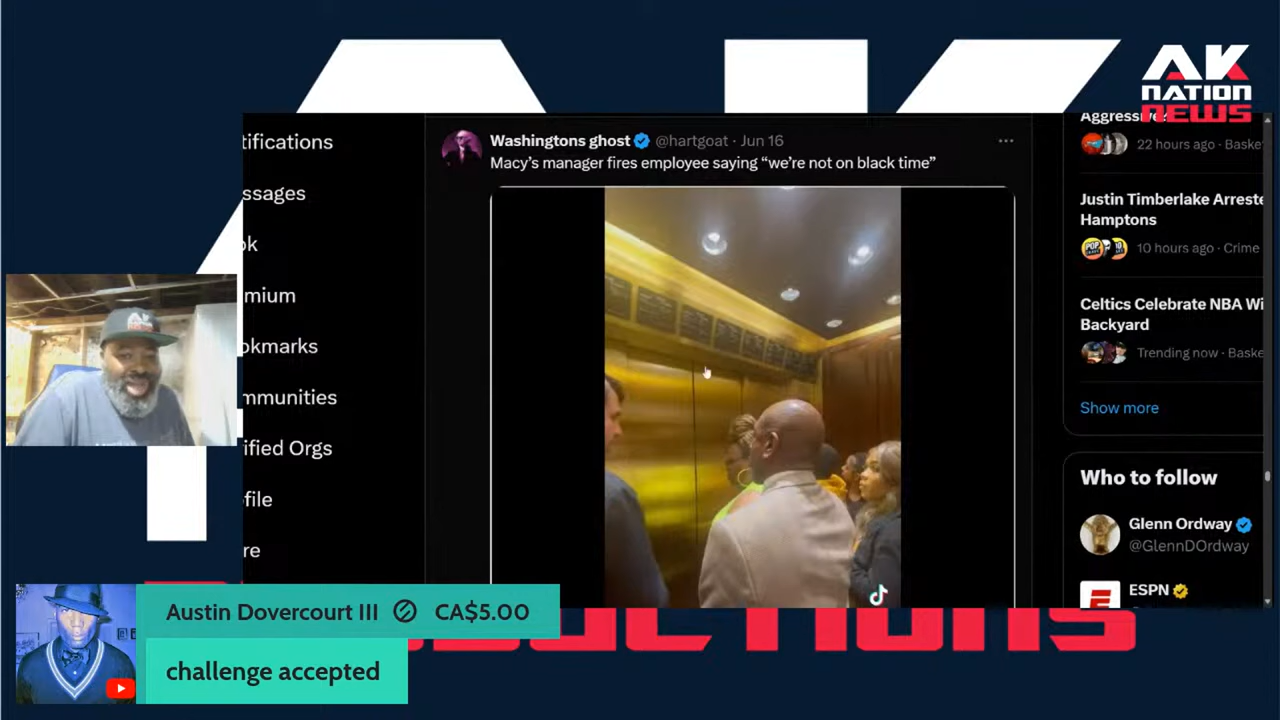 AK
NATION
NEWS
tifications
ssages
ok
mium
okmarks
mmunities
ified Orgs
file
re
Washingtons ghost @hartgoat · Jun 16
Macy's manager fires employee saying “we're not on black time”
Aggressive
22 hours ago · Baske
Justin Timberlake Arreste
Hamptons
10 hours ago · Crime
Celtics Celebrate NBA Wi
Backyard
Trending now · Baske
Show more
Who to follow
Glenn Ordway
@GlennDOrdway
ESPN
Austin Dovercourt III CA$5.00
challenge accepted